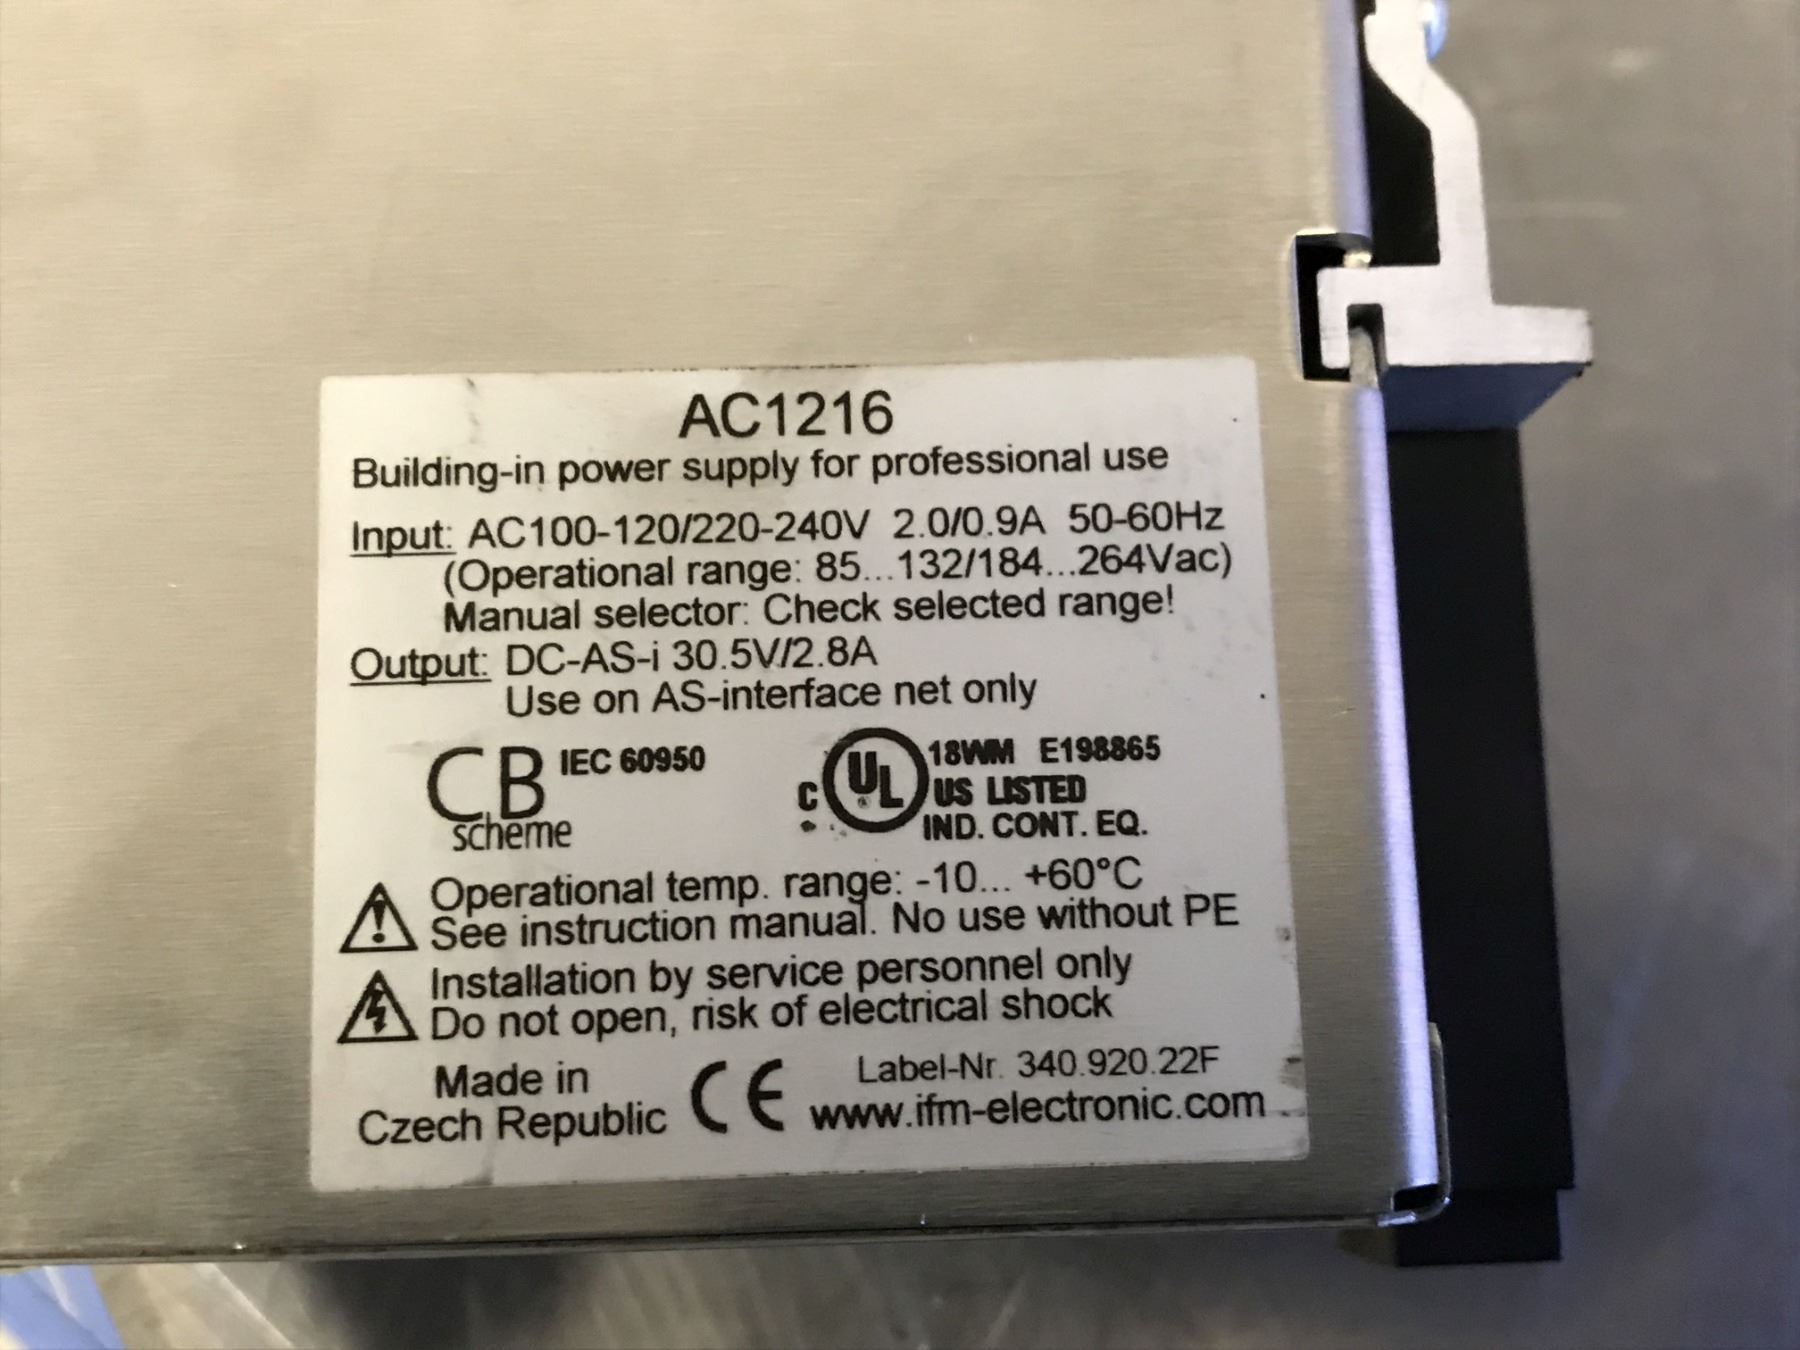 AC1216
Building-in power supply for professional use
Input: AC100-120/220-240V 2.0/0.9A 50-60Hz
(Operational range: 85...132/184...264Vac)
Manual selector: Check selected range!
Output: DC-AS-i 30.5V/2.8A
Use on AS-interface net only
CB scheme IEC 60950
C UL US LISTED 18WM E198865
IND. CONT. EQ.
Operational temp. range: -10... +60°C
See instruction manual. No use without PE
Installation by service personnel only
Do not open, risk of electrical shock
Made in
Czech Republic
CE
Label-Nr. 340.920.22F
www.ifm-electronic.com